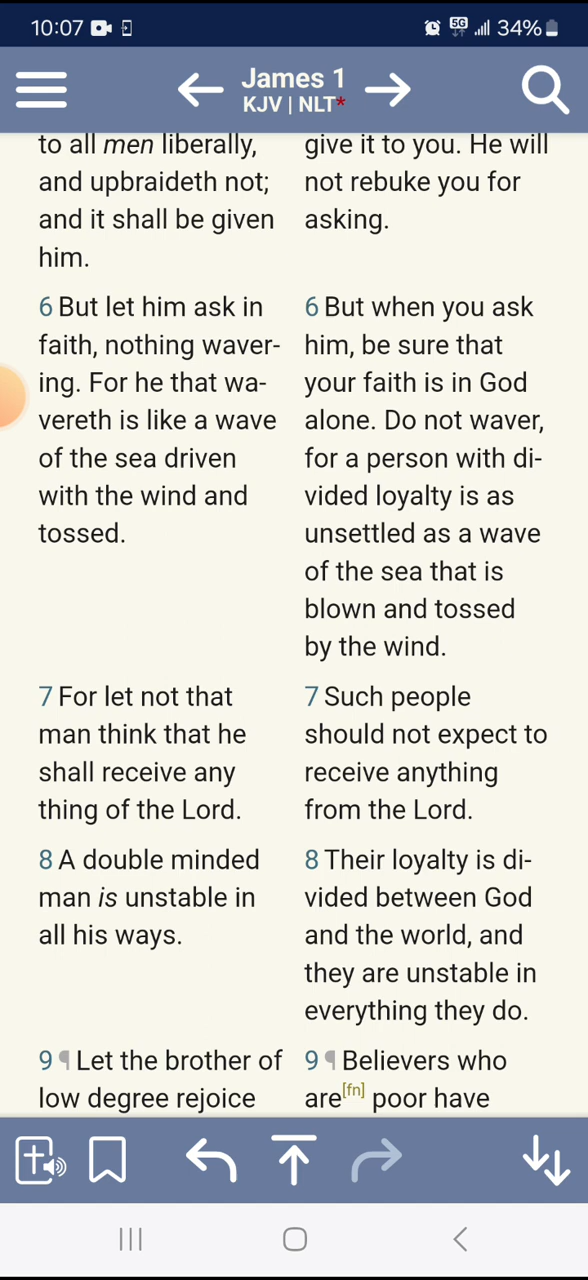 10:07
5G
34%
James 1
KJV | NLT*
to all men liberally,
and upbraideth not;
and it shall be given
him.
6 But let him ask in
faith, nothing waver-
ing. For he that wa-
vereth is like a wave
of the sea driven
with the wind and
tossed.
7 For let not that
man think that he
shall receive any
thing of the Lord.
8 A double minded
man is unstable in
all his ways.
9 ¶ Let the brother of
low degree rejoice
give it to you. He will
not rebuke you for
asking.
6 But when you ask
him, be sure that
your faith is in God
alone. Do not waver,
for a person with di-
vided loyalty is as
unsettled as a wave
of the sea that is
blown and tossed
by the wind.
7 Such people
should not expect to
receive anything
from the Lord.
8 Their loyalty is di-
vided between God
and the world, and
they are unstable in
everything they do.
9 ¶ Believers who
are[fn] poor have